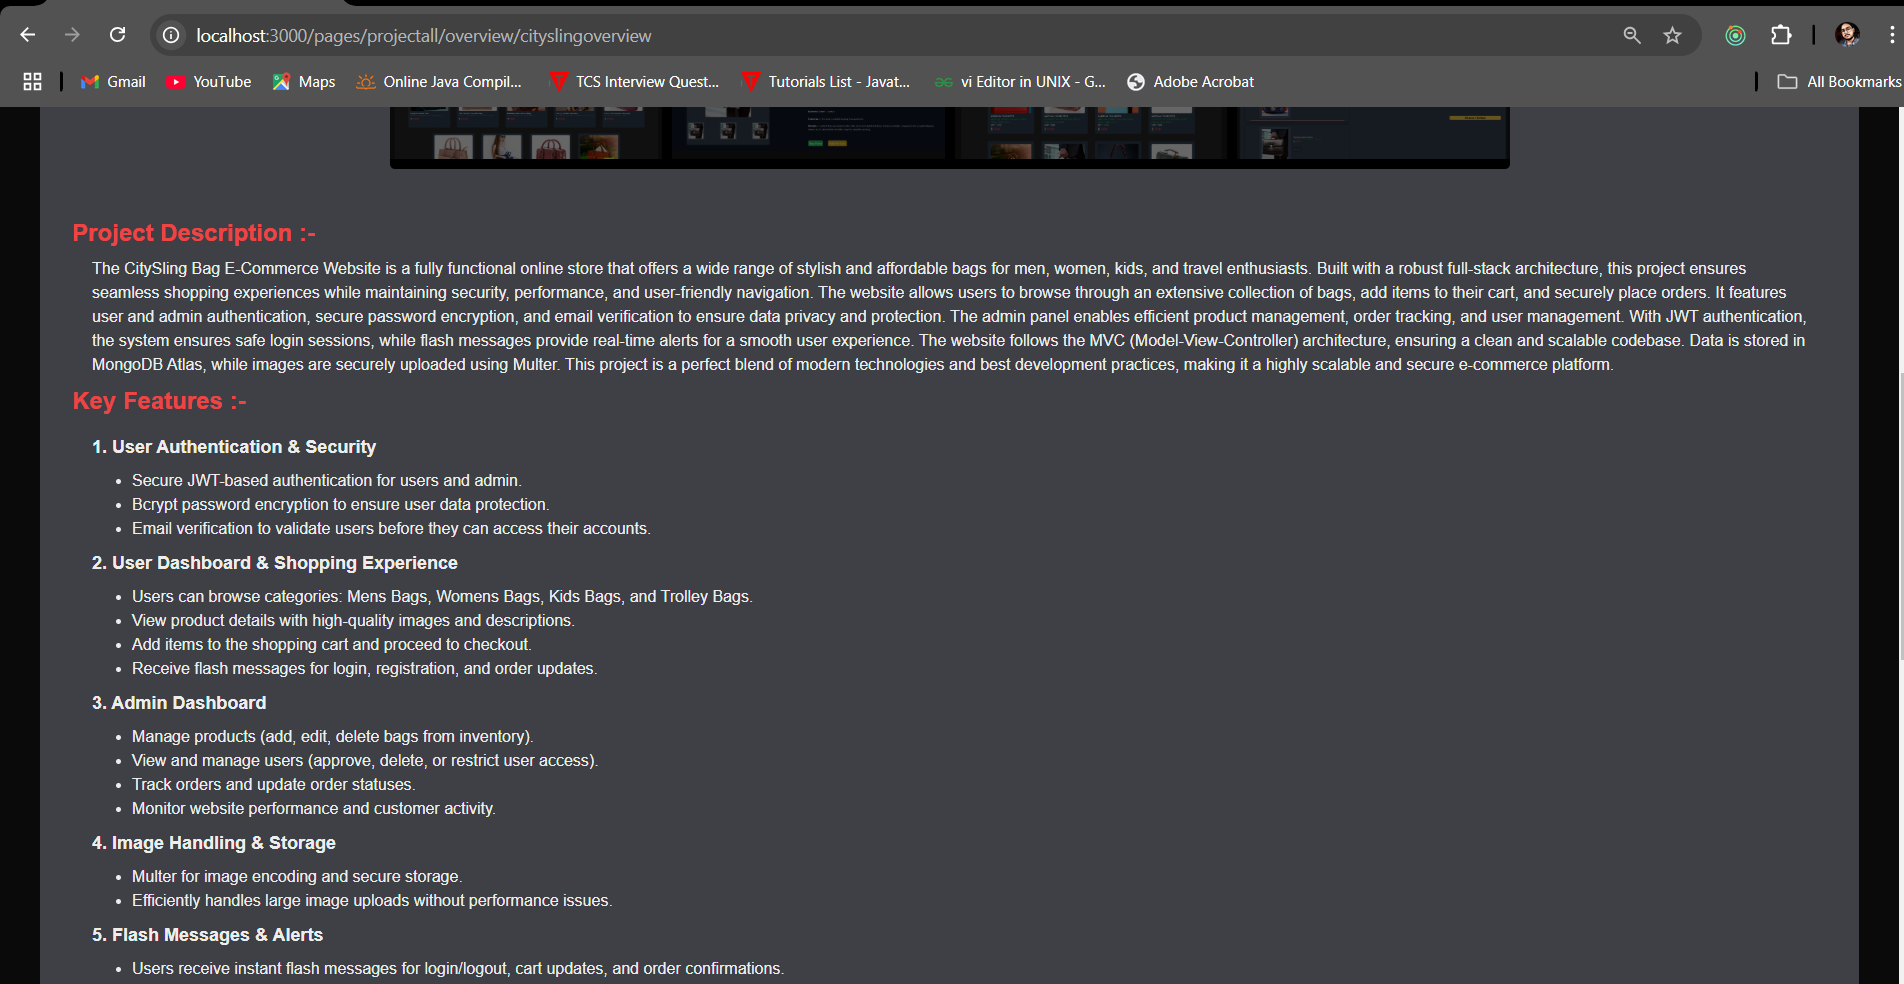 localhost:3000/pages/projectall/overview/cityslingoverview
Gmail YouTube Maps Online Java Compil... TCS Interview Quest... Tutorials List - Javat... vi Editor in UNIX - G... Adobe Acrobat All Bookmarks
Project Description :-
The CitySling Bag E-Commerce Website is a fully functional online store that offers a wide range of stylish and affordable bags for men, women, kids, and travel enthusiasts. Built with a robust full-stack architecture, this project ensures
seamless shopping experiences while maintaining security, performance, and user-friendly navigation. The website allows users to browse through an extensive collection of bags, add items to their cart, and securely place orders. It features
user and admin authentication, secure password encryption, and email verification to ensure data privacy and protection. The admin panel enables efficient product management, order tracking, and user management. With JWT authentication,
the system ensures safe login sessions, while flash messages provide real-time alerts for a smooth user experience. The website follows the MVC (Model-View-Controller) architecture, ensuring a clean and scalable codebase. Data is stored in
MongoDB Atlas, while images are securely uploaded using Multer. This project is a perfect blend of modern technologies and best development practices, making it a highly scalable and secure e-commerce platform.
Key Features :-
1. User Authentication & Security
• Secure JWT-based authentication for users and admin.
• Bcrypt password encryption to ensure user data protection.
• Email verification to validate users before they can access their accounts.
2. User Dashboard & Shopping Experience
• Users can browse categories: Mens Bags, Womens Bags, Kids Bags, and Trolley Bags.
• View product details with high-quality images and descriptions.
• Add items to the shopping cart and proceed to checkout.
• Receive flash messages for login, registration, and order updates.
3. Admin Dashboard
• Manage products (add, edit, delete bags from inventory).
• View and manage users (approve, delete, or restrict user access).
• Track orders and update order statuses.
• Monitor website performance and customer activity.
4. Image Handling & Storage
• Multer for image encoding and secure storage.
• Efficiently handles large image uploads without performance issues.
5. Flash Messages & Alerts
• Users receive instant flash messages for login/logout, cart updates, and order confirmations.